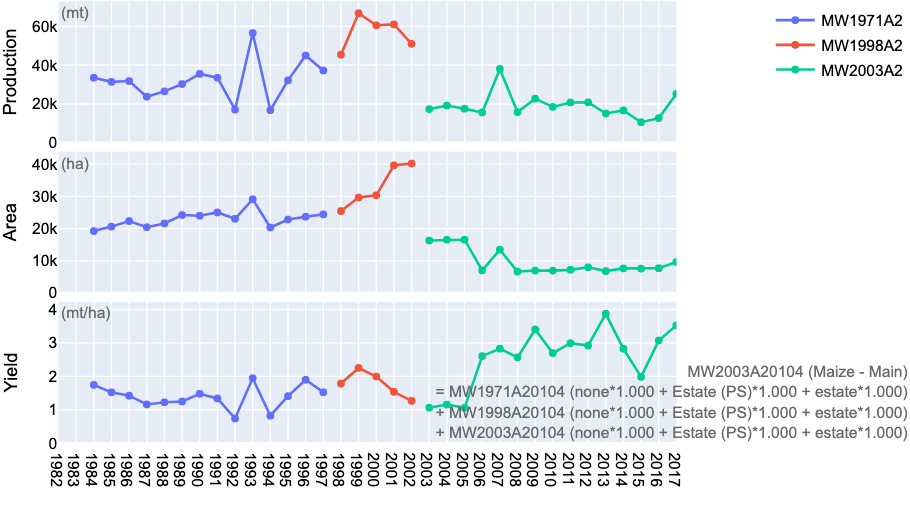 (mt)
60k
40k
20k
0
Production
MW1971A2
MW1998A2
MW2003A2
(ha)
40k
30k
20k
10k
0
Area
(mt/ha)
4
3
2
1
0
Yield
MW2003A20104 (Maize - Main)
= MW1971A20104 (none*1.000 + Estate (PS)*1.000 + estate*1.000)
+ MW1998A20104 (none*1.000 + Estate (PS)*1.000 + estate*1.000)
+ MW2003A20104 (none*1.000 + Estate (PS)*1.000 + estate*1.000)
1982
1983
1984
1985
1986
1987
1988
1989
1990
1991
1992
1993
1994
1995
1996
1997
1998
1999
2000
2001
2002
2003
2004
2005
2006
2007
2008
2009
2010
2011
2012
2013
2014
2015
2016
2017